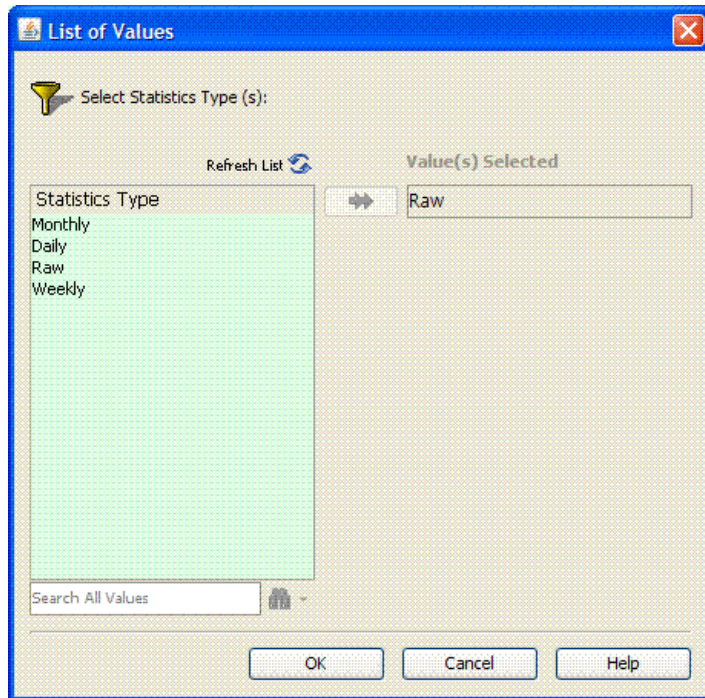 List of Values
Select Statistics Type (s):
Refresh List
Value(s) Selected
Statistics Type
Raw
Monthly
Daily
Raw
Weekly
Search All Values
OK
Cancel
Help